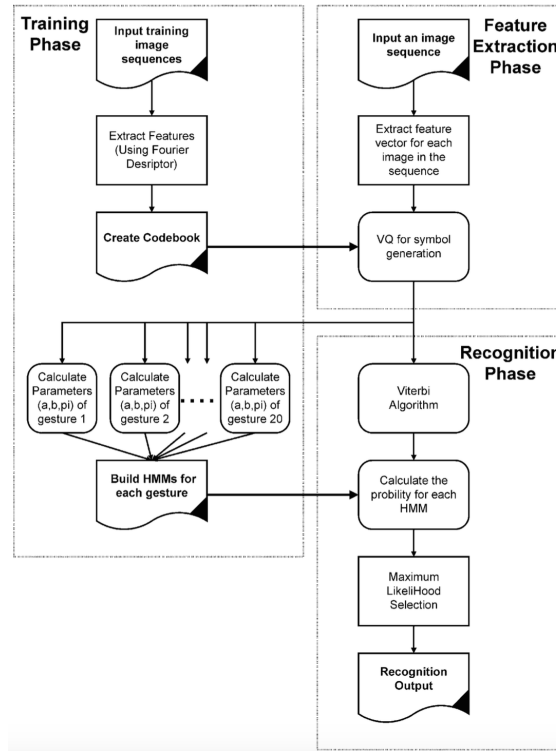 Training
Phase
Input training
image
sequences
Extract Features
(Using Fourier
Desriptor)
Create Codebook
Feature
Extraction
Phase
Input an image
sequence
Extract feature
vector for each
image in the
sequence
VQ for symbol
generation
Calculate
Parameters
(a,b,pi) of
gesture 1
Calculate
Parameters
(a,b,pi) of
gesture 2
Calculate
Parameters
(a,b,pi) of
gesture 20
Build HMMs for
each gesture
Recognition
Phase
Viterbi
Algorithm
Calculate the
probility for each
HMM
Maximum
LikeliHood
Selection
Recognition
Output